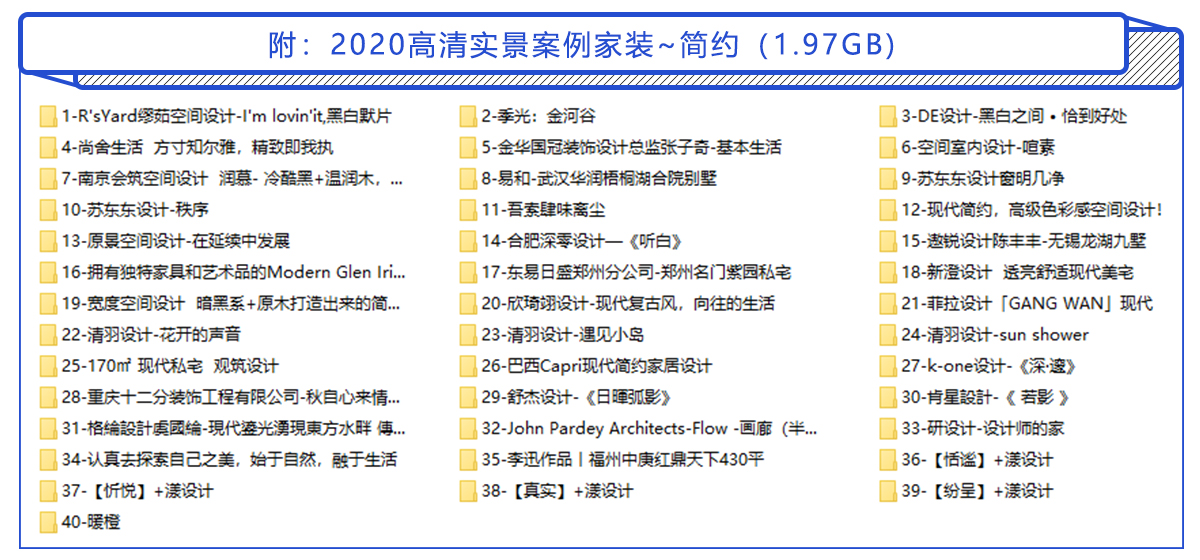 附：2020高清实景案例家装~简约（1.97GB）
1-R'sYard缪茹空间设计-I'm lovin'it,黑白默片
2-季光：金河谷
3-DE设计-黑白之间•恰到好处
4-尚舍生活  方寸知尔雅，精致即我执
5-金华国冠装饰设计总监张子奇-基本生活
6-空间室内设计-喧素
7-南京会筑空间设计  润慕- 冷酷黑+温润木，...
8-易和-武汉华润梧桐湖合院别墅
9-苏东东设计窗明几净
10-苏东东设计-秩序
11-吾索肆味离尘
12-现代简约，高级色彩感空间设计！
13-原景空间设计-在延续中发展
14-合肥深零设计—《听白》
15-遨锐设计陈丰丰-无锡龙湖九墅
16-拥有独特家具和艺术品的Modern Glen Iri...
17-东易日盛郑州分公司-郑州名门紫园私宅
18-新澄设计  透亮舒适现代美宅
19-宽度空间设计  暗黑系+原木打造出来的简...
20-欣琦翊设计-现代复古风，向往的生活
21-菲拉设计「GANG WAN」现代
22-清羽设计-花开的声音
23-清羽设计-遇见小岛
24-清羽设计-sun shower
25-170㎡ 现代私宅  观筑设计
26-巴西Capri现代简约家居设计
27-k-one设计-《深·邃》
28-重庆十二分装饰工程有限公司-秋自心来情...
29-舒杰设计-《日暉弧影》
30-肯星設計-《 若影 》
31-格綸設計虞國綸-現代鎏光湧現東方水畔 傳...
32-John Pardey Architects-Flow -画廊（半...
33-研设计-设计师的家
34-认真去探索自己之美，始于自然，融于生活
35-李迅作品丨福州中庚红鼎天下430平
36-【恬谧】+漾设计
37-【忻悦】+漾设计
38-【真实】+漾设计
39-【纷呈】+漾设计
40-暖橙